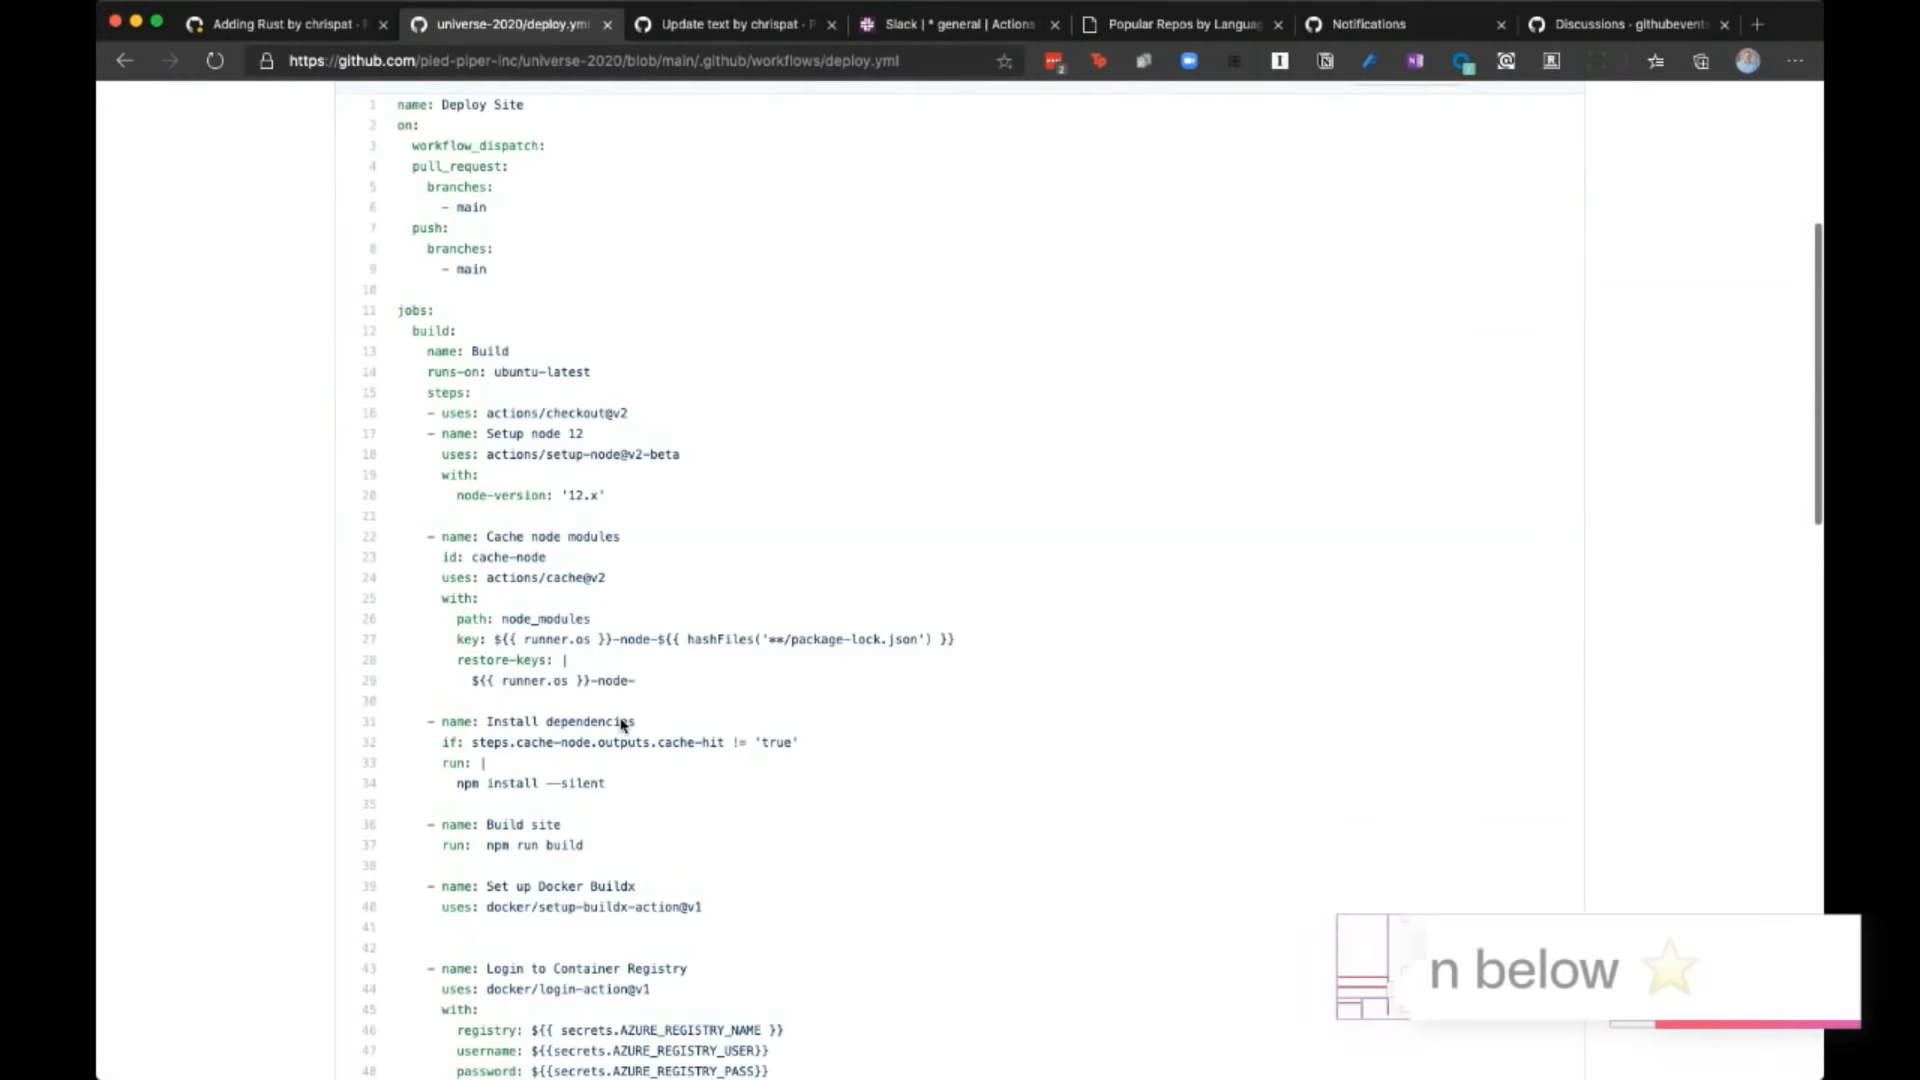 Adding Rust by chrispat ·
universe-2020/deploy.yml
Update text by chrispat ·
Slack | * general | Actions
Popular Repos by Langua
Notifications
Discussions · githubevent
https://github.com/pied-piper-inc/universe-2020/blob/main/.github/workflows/deploy.yml
1 name: Deploy Site
2 on:
3 workflow_dispatch:
4 pull_request:
5 branches:
6 - main
7 push:
8 branches:
9 - main
10
11 jobs:
12 build:
13 name: Build
14 runs-on: ubuntu-latest
15 steps:
16 - uses: actions/checkout@v2
17 - name: Setup node 12
18 uses: actions/setup-node@v2-beta
19 with:
20 node-version: '12.x'
21
22 - name: Cache node modules
23 id: cache-node
24 uses: actions/cache@v2
25 with:
26 path: node_modules
27 key: ${{ runner.os }}-node-${{ hashFiles('**/package-lock.json') }}
28 restore-keys: |
29 ${{ runner.os }}-node-
30
31 - name: Install dependencies
32 if: steps.cache-node.outputs.cache-hit != 'true'
33 run: |
34 npm install --silent
35
36 - name: Build site
37 run: npm run build
38
39 - name: Set up Docker Buildx
40 uses: docker/setup-buildx-action@v1
41
42
43 - name: Login to Container Registry
44 uses: docker/login-action@v1
45 with:
46 registry: ${{ secrets.AZURE_REGISTRY_NAME }}
47 username: ${{secrets.AZURE_REGISTRY_USER}}
48 password: ${{secrets.AZURE_REGISTRY_PASS}}
n below